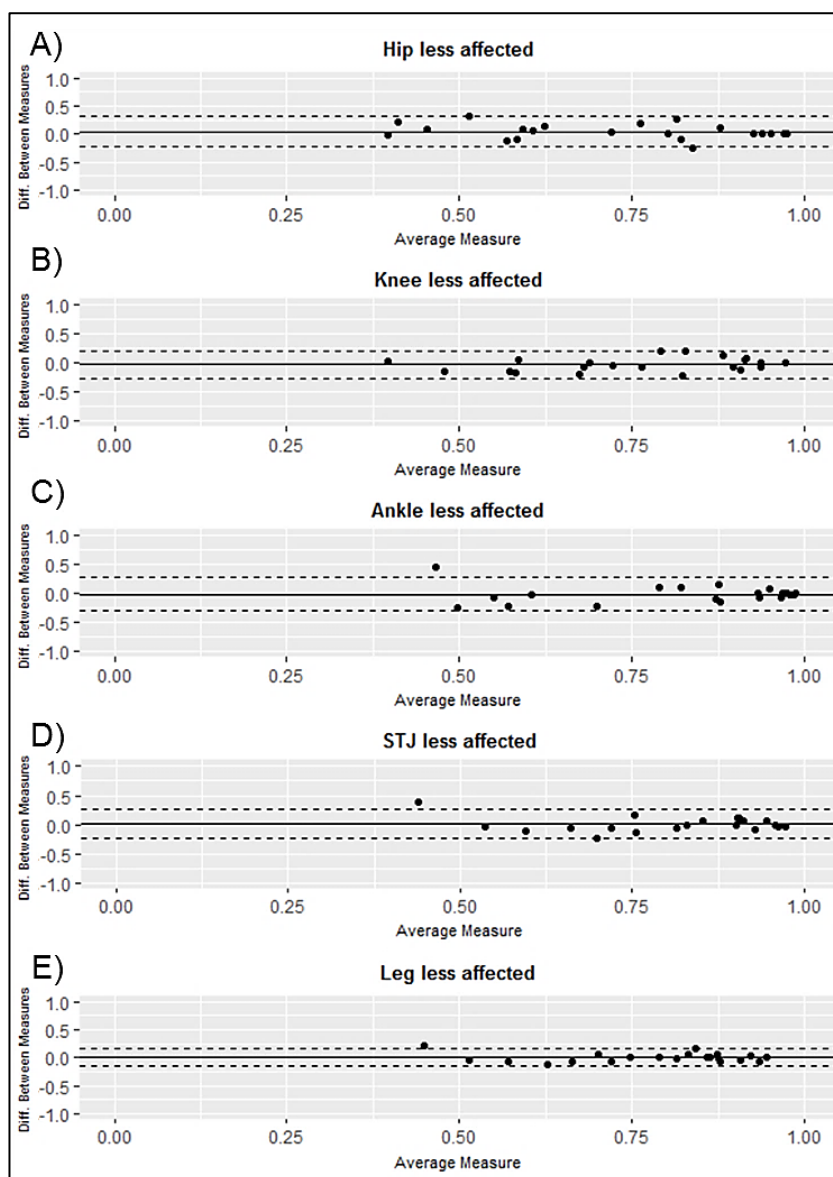 A)
Hip less affected
Diff. Between Measures
1.0
0.5
0.0
-0.5
-1.0
0.00 0.25 0.50 0.75 1.00
Average Measure
B)
Knee less affected
Diff. Between Measures
1.0
0.5
0.0
-0.5
-1.0
0.00 0.25 0.50 0.75 1.00
Average Measure
C)
Ankle less affected
Diff. Between Measures
1.0
0.5
0.0
-0.5
-1.0
0.00 0.25 0.50 0.75 1.00
Average Measure
D)
STJ less affected
Diff. Between Measures
1.0
0.5
0.0
-0.5
-1.0
0.00 0.25 0.50 0.75 1.00
Average Measure
E)
Leg less affected
Diff. Between Measures
1.0
0.5
0.0
-0.5
-1.0
0.00 0.25 0.50 0.75 1.00
Average Measure